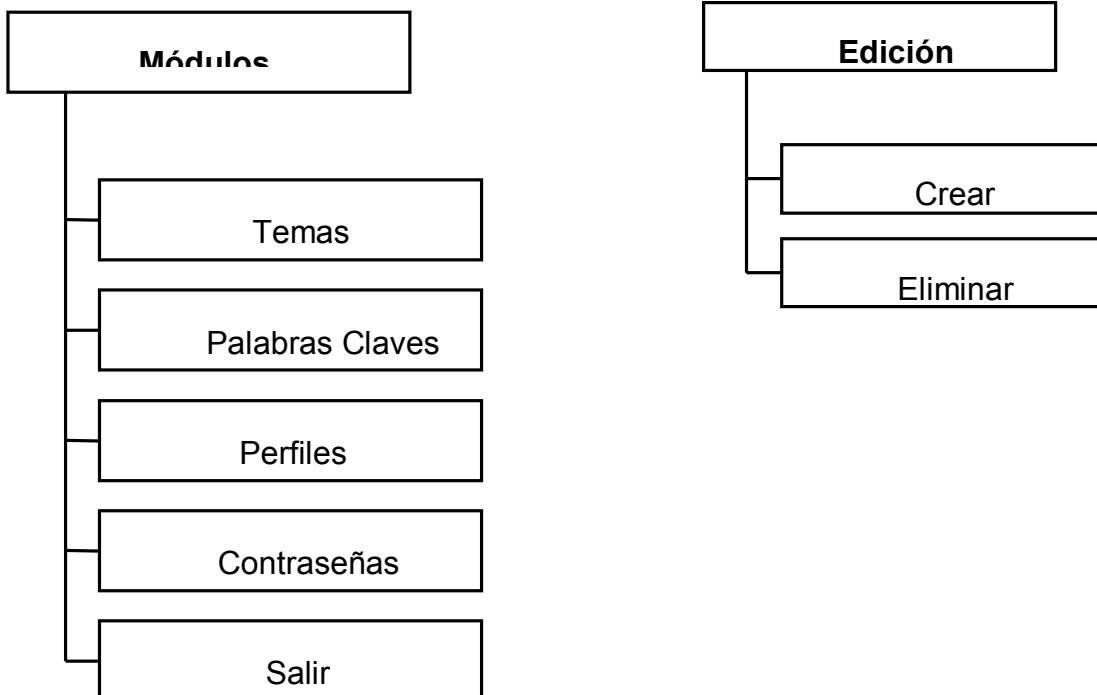 Módulos
Temas
Palabras Claves
Perfiles
Contraseñas
Salir
Edición
Crear
Eliminar